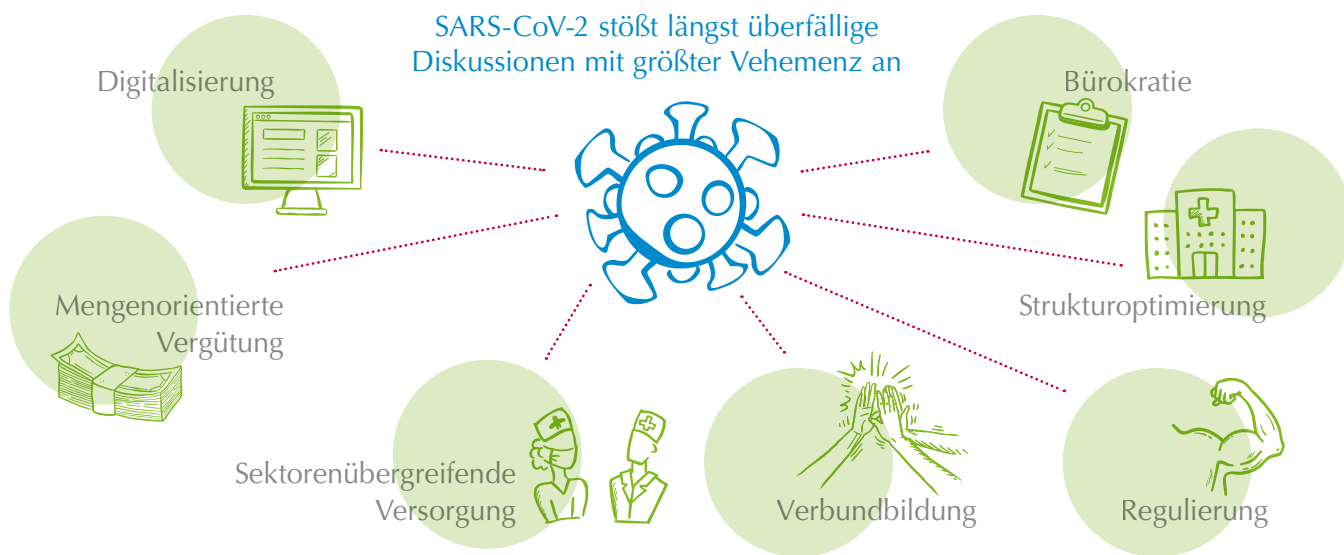 SARS-CoV-2 stößt längst überfällige
Diskussionen mit größter Vehemenz an
Digitalisierung
Bürokratie
Mengenorientierte
Vergütung
Strukturoptimierung
Sektorenübergreifende
Versorgung
Verbundbildung
Regulierung